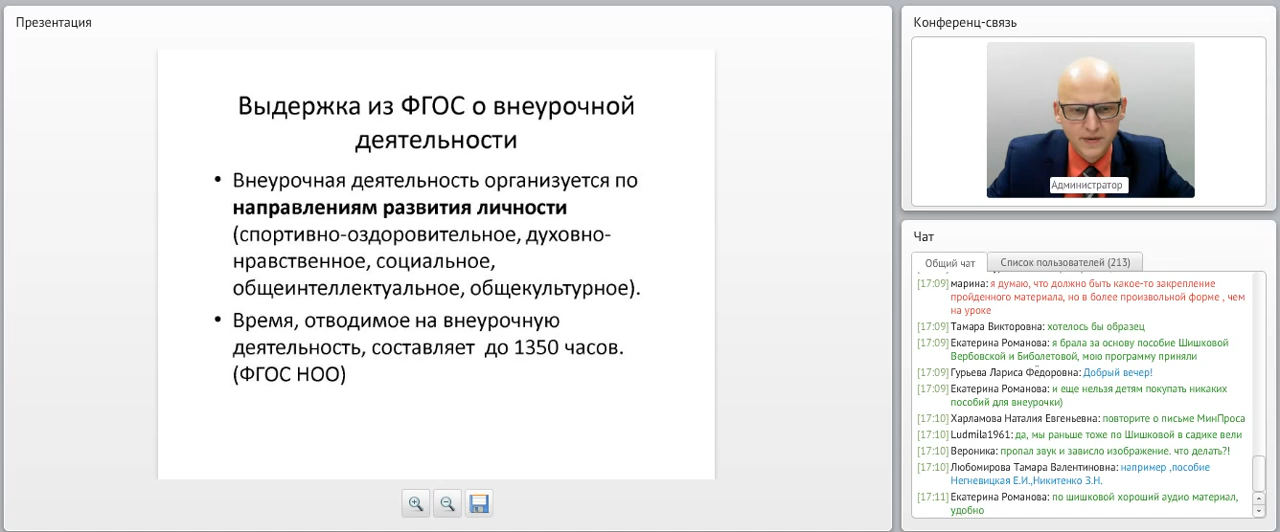 Презентация
Выдержка из ФГОС о внеурочной
деятельности
• Внеурочная деятельность организуется по
направлениям развития личности
(спортивно-оздоровительное, духовно-
нравственное, социальное,
общеинтеллектуальное, общекультурное).
• Время, отводимое на внеурочную
деятельность, составляет до 1350 часов.
(ФГОС НОО)
Конференц-связь
Администратор
Чат
Общий чат
Список пользователей (213)
[17:09] марина: я думаю, что должно быть какое-то закрепление
пройденного материала, но в более произвольной форме , чем
на уроке
[17:09] Тамара Викторовна: хотелось бы образец
[17:09] Екатерина Романова: я брала за основу пособие Шишковой
Вербовской и Биболетовой, мою программу приняли
[17:09] Гурьева Лариса Фёдоровна: Добрый вечер!
[17:09] Екатерина Романова: и еще нельзя детям покупать никаких
пособий для внеурочки)
[17:10] Харламова Наталия Евгеньевна: повторите о письме МинПроса
[17:10] Ludmila1961: да, мы раньше тоже по Шишковой в садике вели
[17:10] Вероника: пропал звук и зависло изображение. что делать?!
[17:10] Любомирова Тамара Валентиновна: например ,пособие
Негневицкая Е.И.,Никитенко З.Н.
[17:11] Екатерина Романова: по шишковой хороший аудио материал,
удобно